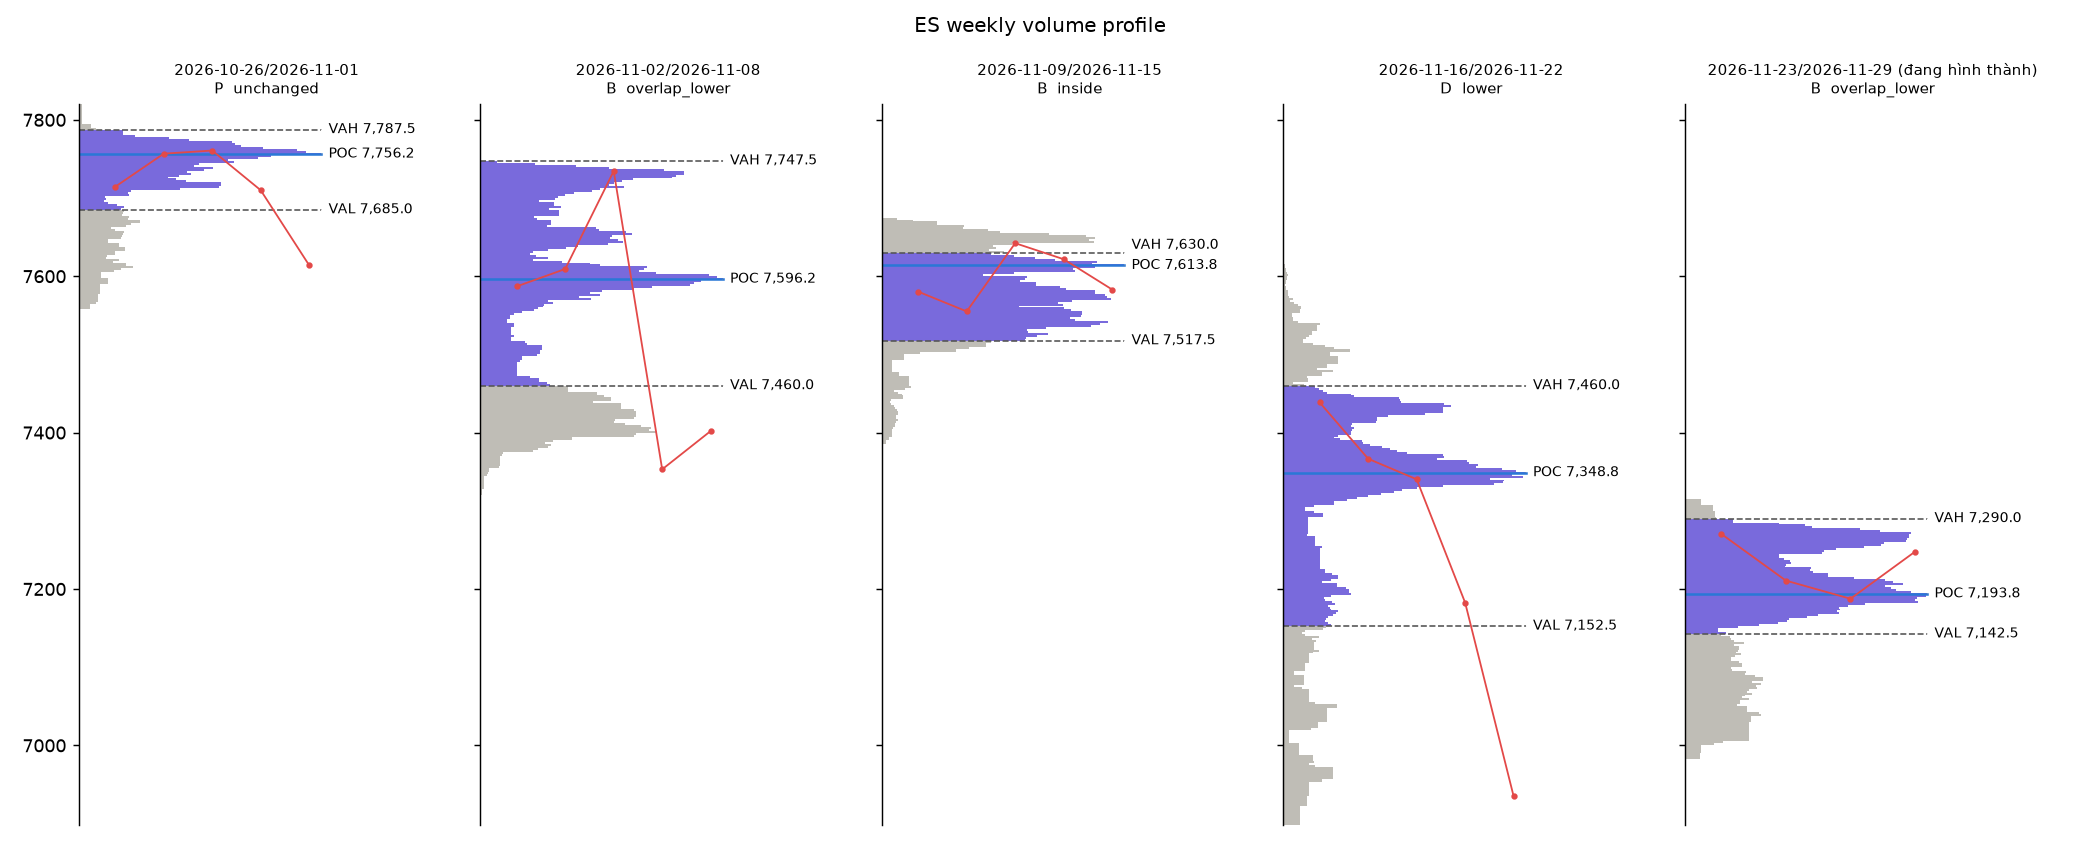 ES weekly volume profile
2026-10-26/2026-11-01
P  unchanged
2026-11-02/2026-11-08
B  overlap_lower
2026-11-09/2026-11-15
B  inside
2026-11-16/2026-11-22
D  lower
2026-11-23/2026-11-29 (đang hình thành)
B  overlap_lower
7800
7600
7400
7200
7000
VAH 7,787.5
POC 7,756.2
VAL 7,685.0
VAH 7,747.5
POC 7,596.2
VAL 7,460.0
VAH 7,630.0
POC 7,613.8
VAL 7,517.5
VAH 7,460.0
POC 7,348.8
VAL 7,152.5
VAH 7,290.0
POC 7,193.8
VAL 7,142.5